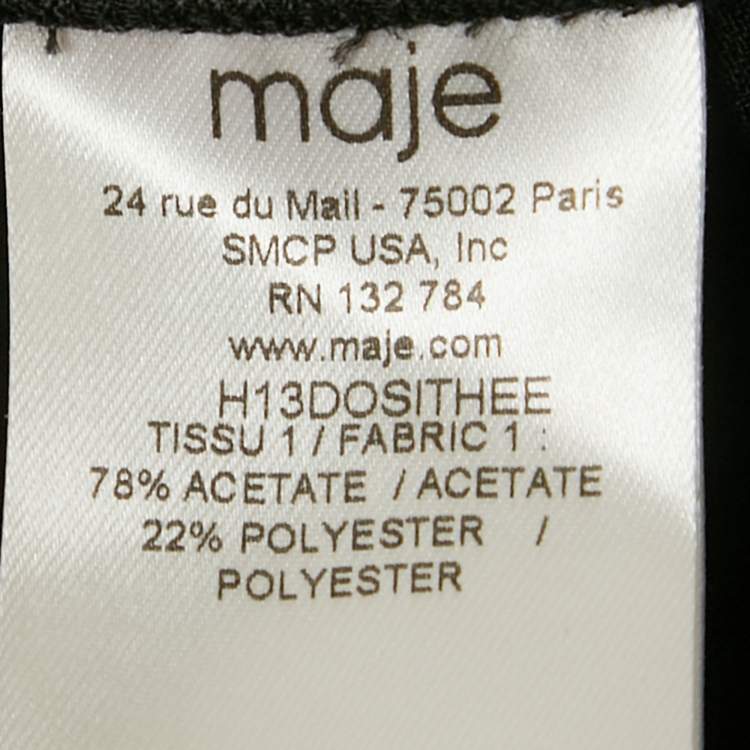 maje
24 rue du Mail - 75002 Paris
SMCP USA, Inc
RN 132 784
www.maje.com
H13DOSITHEE
TISSU 1 / FABRIC 1 :
78% ACETATE / ACETATE
22% POLYESTER /
POLYESTER